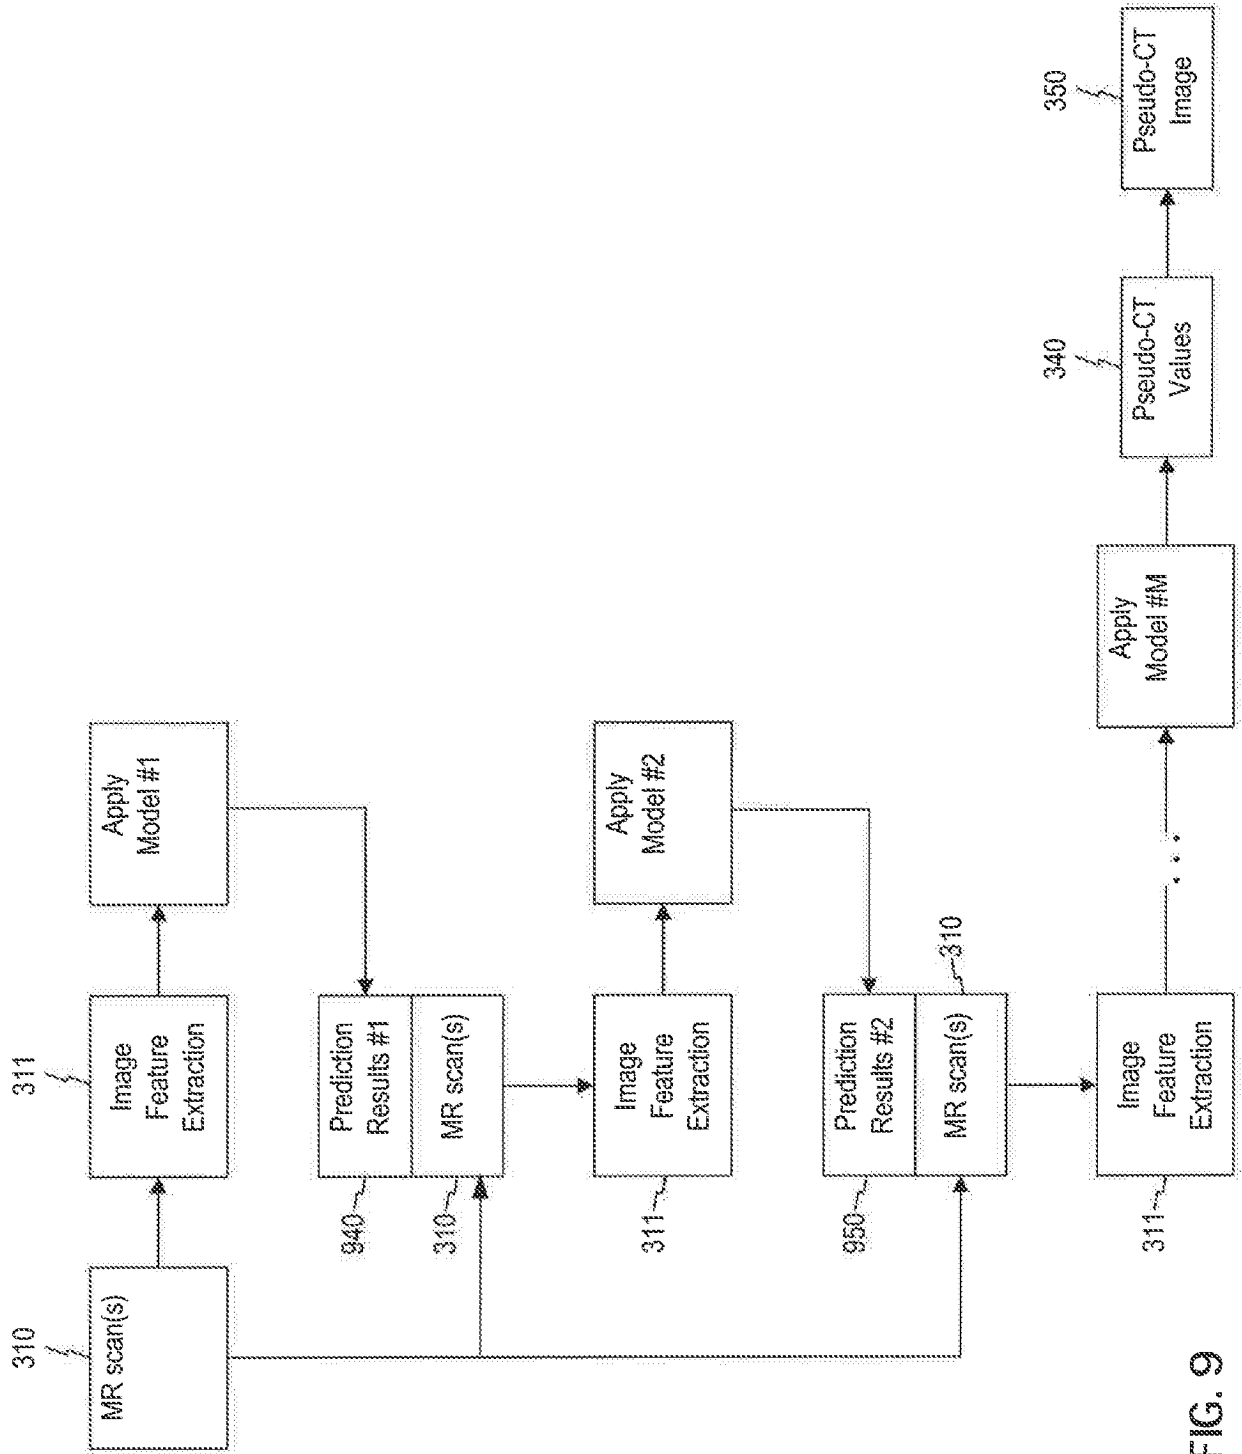 310
MR scan(s)
311
Image
Feature
Extraction
Apply
Model #1
940
Prediction
Results #1
310
MR scan(s)
311
Image
Feature
Extraction
Apply
Model #2
950
Prediction
Results #2
MR scan(s)
310
311
Image
Feature
Extraction
...
Apply
Model #M
340
Pseudo-CT
Values
350
Pseudo-CT
Image
FIG. 9